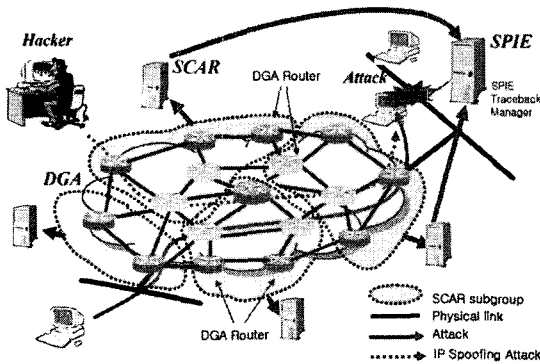 Hacker
SCAR
DGA Router
Attack
SPIE
SPIE
Traceback
Manager
DGA
DGA Router
SCAR subgroup
Physical link
Attack
IP Spoofing Attack